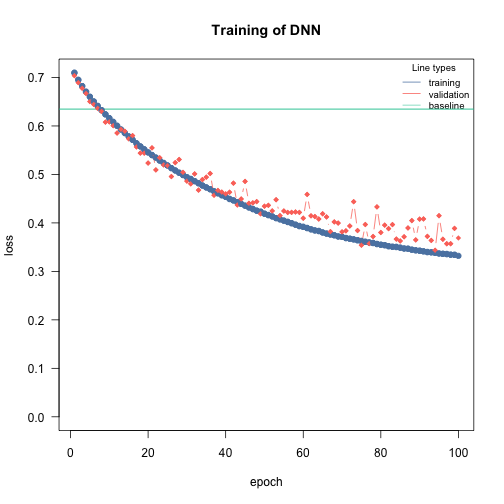 Training of DNN
Line types
training
validation
baseline
loss
0.7
0.6
0.5
0.4
0.3
0.2
0.1
0.0
0
20
40
60
80
100
epoch